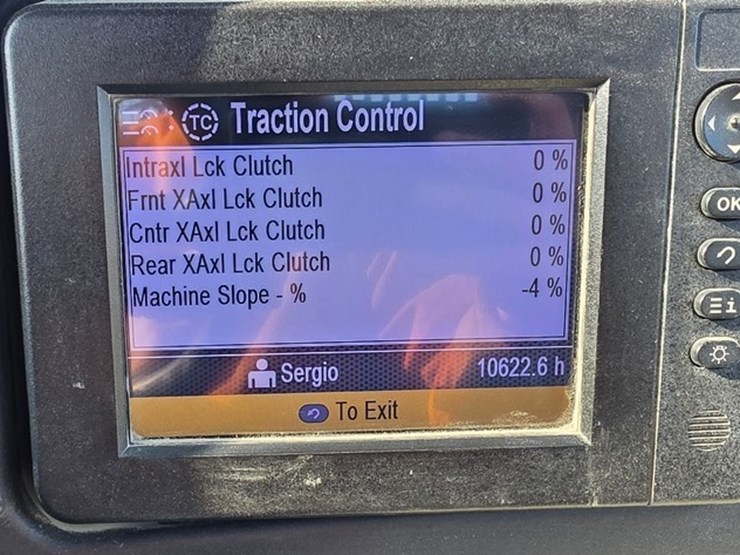 TC Traction Control
Intraxl Lck Clutch 0 %
Frnt XAxl Lck Clutch 0 %
Cntr XAxl Lck Clutch 0 %
Rear XAxl Lck Clutch 0 %
Machine Slope - % -4 %
Sergio 10622.6 h
To Exit
OK
i